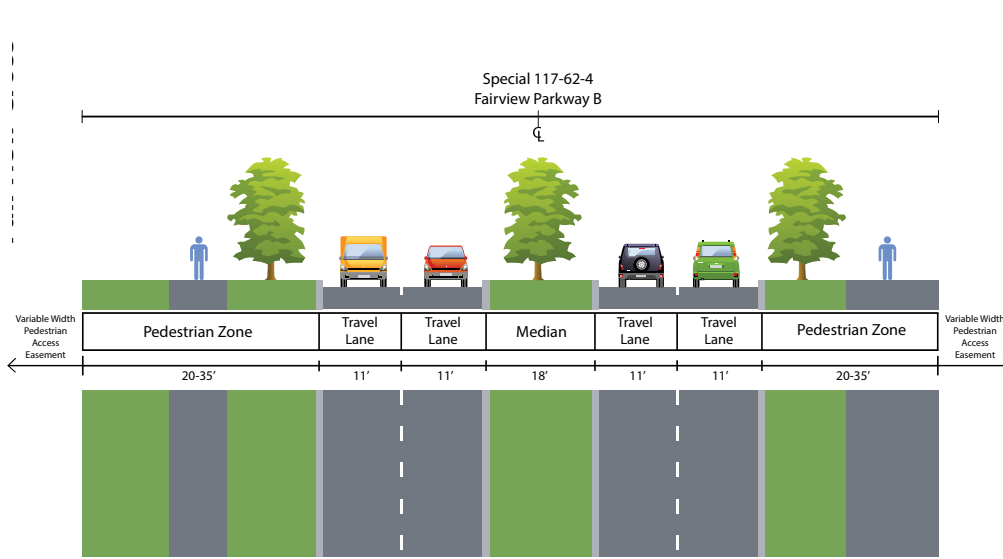 Special 117-62-4
Fairview Parkway B
℄
Variable Width
Pedestrian
Access
Easement
Pedestrian Zone
Travel
Lane
Travel
Lane
Median
Travel
Lane
Travel
Lane
Pedestrian Zone
Variable Width
Pedestrian
Access
Easement
20-35’
11’
11’
18’
11’
11’
20-35’